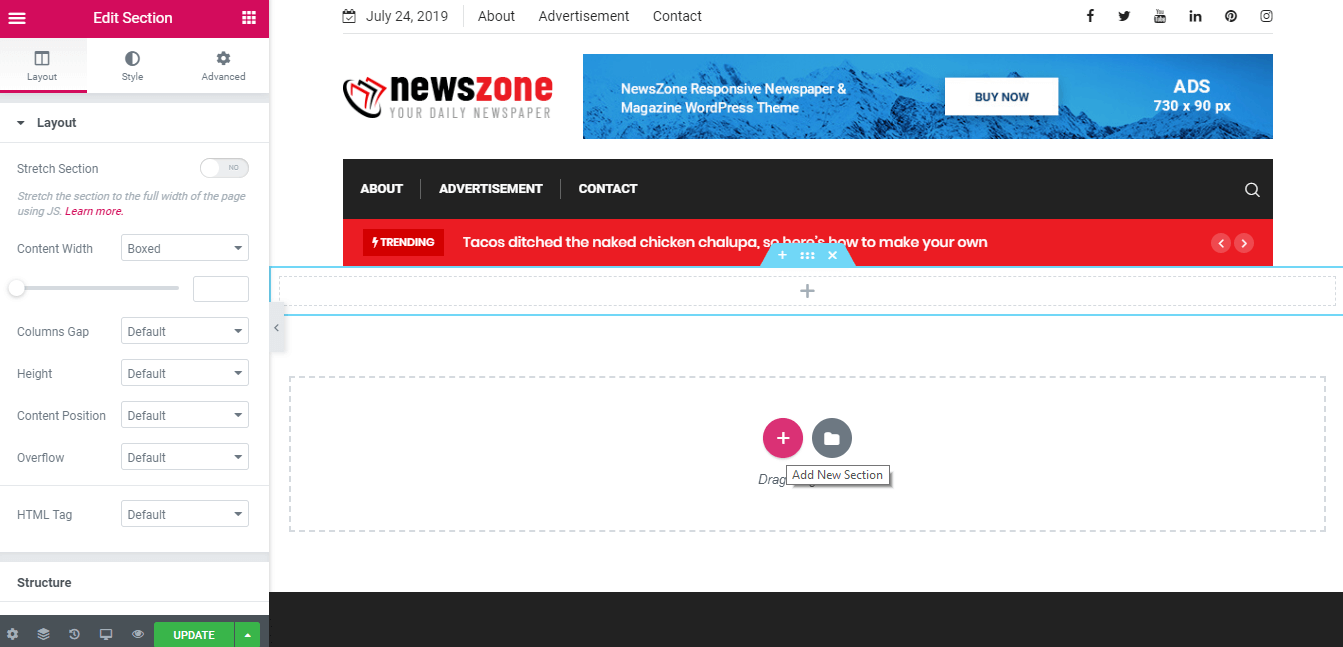 Edit Section
Layout
Style
Advanced
Layout
Stretch Section
NO
Stretch the section to the full width of the page
using JS. Learn more.
Content Width
Boxed
Columns Gap
Default
Height
Default
Content Position
Default
Overflow
Default
HTML Tag
Default
Structure
UPDATE
July 24, 2019
About
Advertisement
Contact
You
Tube
in
newszone
YOUR DAILY NEWSPAPER
NewsZone Responsive Newspaper &
Magazine WordPress Theme
BUY NOW
ADS
730 x 90 px
ABOUT
ADVERTISEMENT
CONTACT
TRENDING
Tacos ditched the naked chicken chalupa, so here's how to make your own
Add New Section